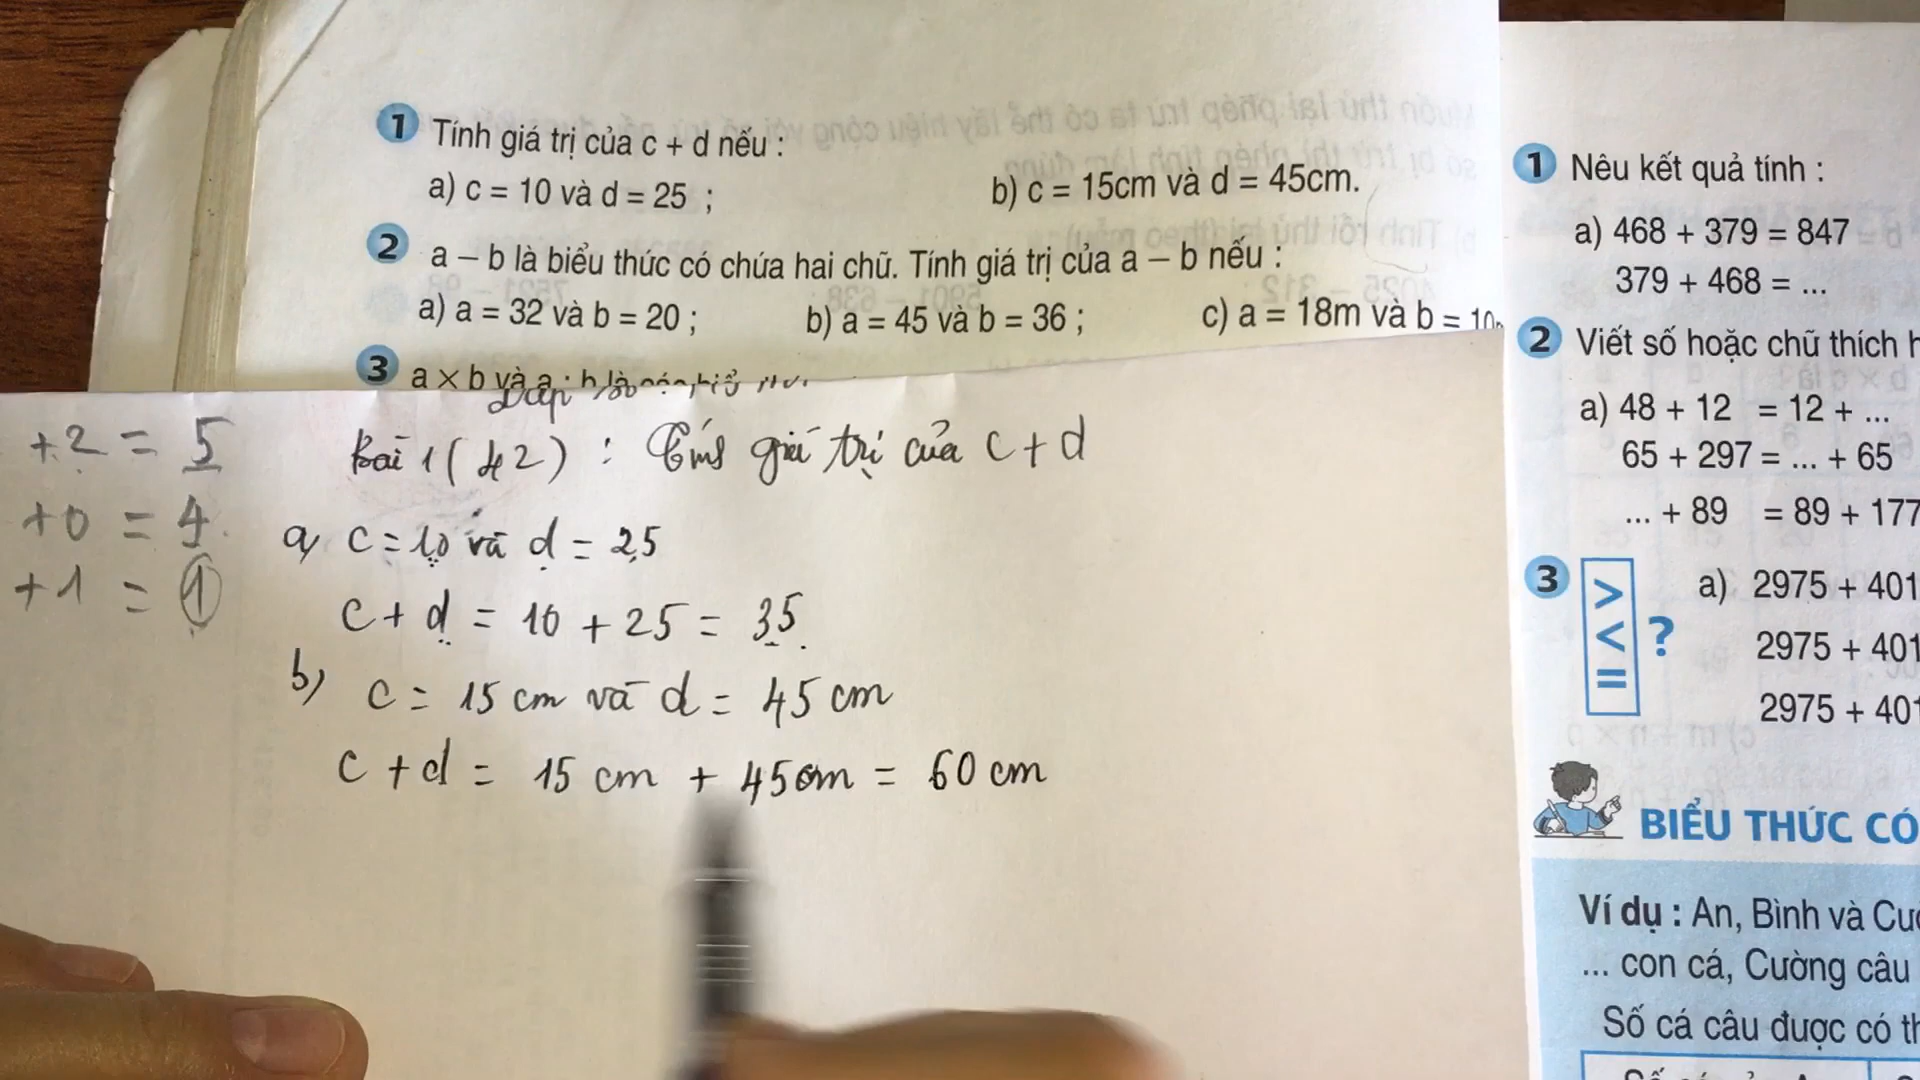 1 Tính giá trị của c + d nếu :
a) c = 10 và d = 25 ;
b) c = 15cm và d = 45cm.
2 a – b là biểu thức có chứa hai chữ. Tính giá trị của a – b nếu :
a) a = 32 và b = 20 ;
b) a = 45 và b = 36 ;
c) a = 18m và b = 10
3 a × b và a : b là
+2 = 5
+0 = 4
+1 = 1
Bài 1 (42) : Tính giá trị của c + d
a, c = 10 và d = 25
c + d = 10 + 25 = 35
b) c = 15 cm và d = 45 cm
c + d = 15 cm + 45cm = 60 cm
1 Nêu kết quả tính :
a) 468 + 379 = 847
379 + 468 = ...
2 Viết số hoặc chữ thích
a) 48 + 12 = 12 + ...
65 + 297 = ... + 65
... + 89 = 89 + 177
3 > < = ?
a) 2975 + 401
2975 + 401
2975 + 401
BIỂU THỨC CÓ
Ví dụ : An, Bình và
... con cá, Cường câu
Số cá câu được có